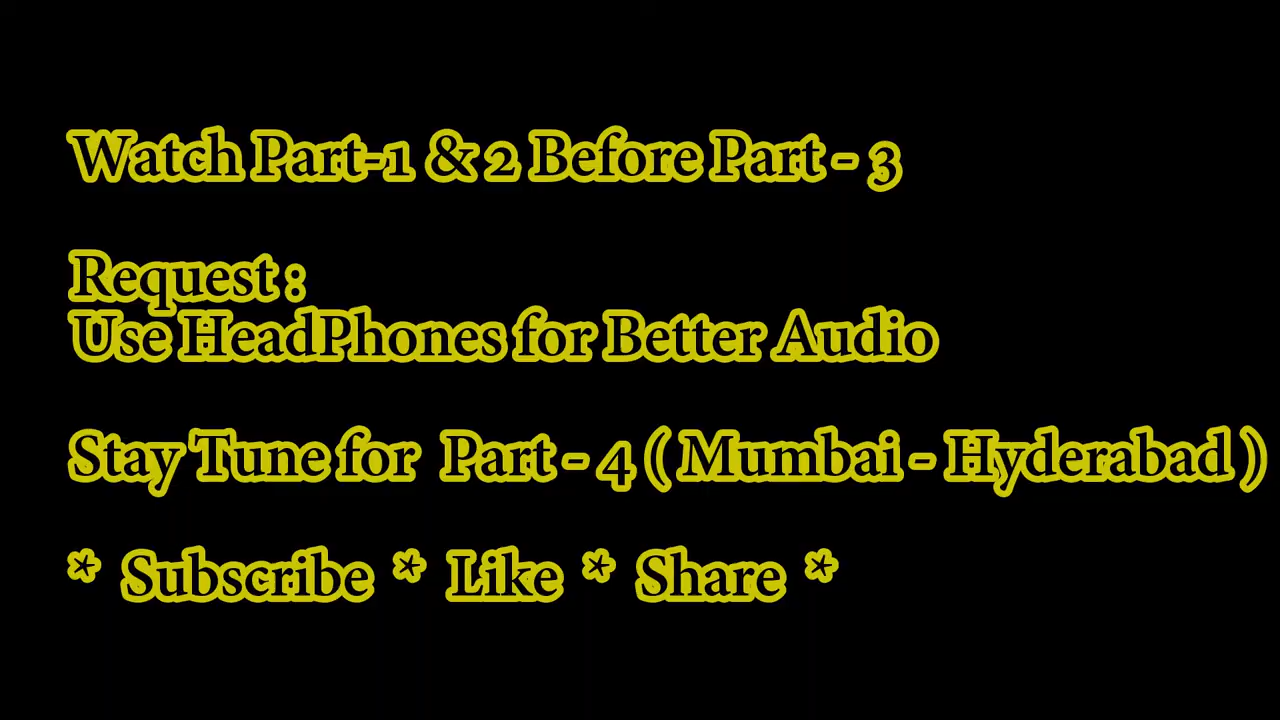 Watch Part-1 & 2 Before Part - 3
Request :
Use HeadPhones for Better Audio
Stay Tune for Part - 4 ( Mumbai - Hyderabad )
* Subscribe * Like * Share *